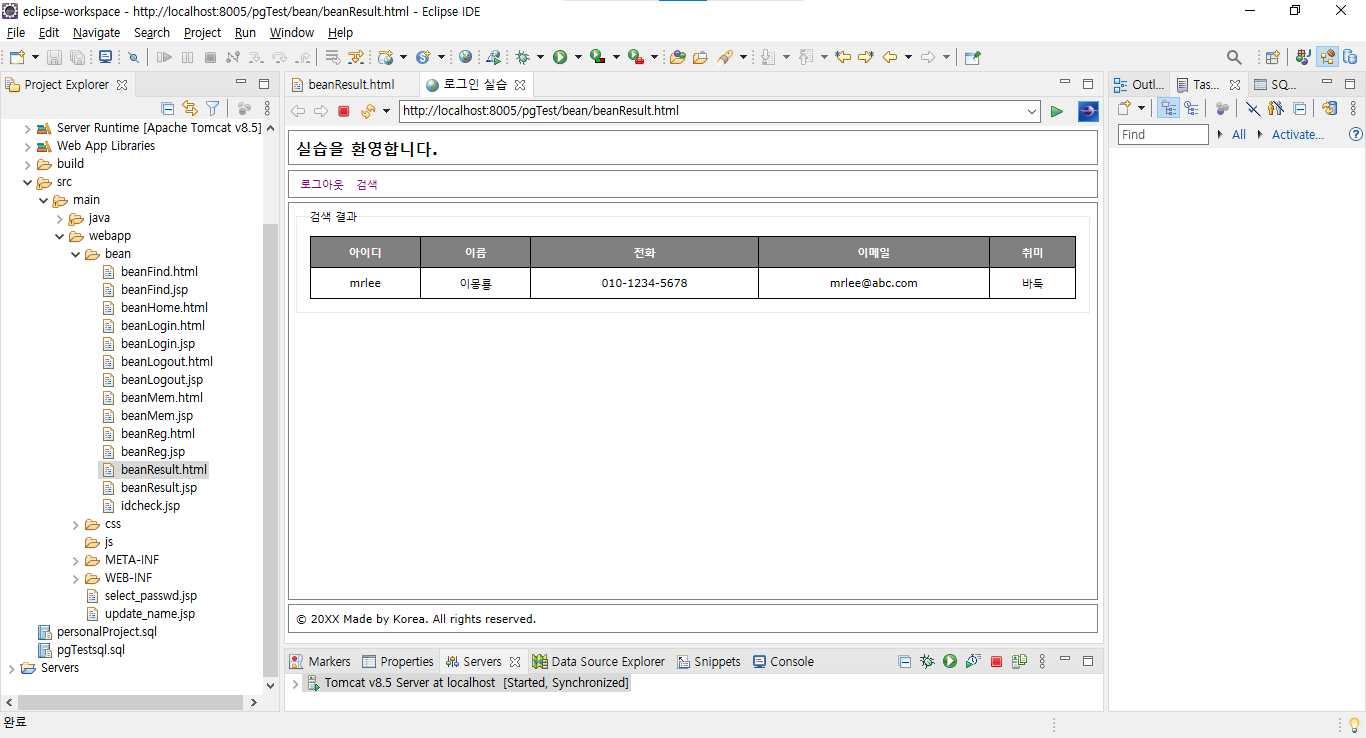 eclipse-workspace - http://localhost:8005/pgTest/bean/beanResult.html - Eclipse IDE
File Edit Navigate Search Project Run Window Help
Project Explorer
Server Runtime [Apache Tomcat v8.5]
Web App Libraries
build
src
main
java
webapp
bean
beanFind.html
beanFind.jsp
beanHome.html
beanLogin.html
beanLogin.jsp
beanLogout.html
beanLogout.jsp
beanMem.html
beanMem.jsp
beanReg.html
beanReg.jsp
beanResult.html
beanResult.jsp
idcheck.jsp
css
js
META-INF
WEB-INF
select_passwd.jsp
update_name.jsp
personalProject.sql
pgTestsql.sql
Servers
beanResult.html 로그인 실습
http://localhost:8005/pgTest/bean/beanResult.html
실습을 환영합니다.
로그아웃 검색
검색 결과
아이디 이름 전화 이메일 취미
mrlee 이몽룡 010-1234-5678 mrlee@abc.com 바둑
© 20XX Made by Korea. All rights reserved.
Markers Properties Servers Data Source Explorer Snippets Console
Tomcat v8.5 Server at localhost [Started, Synchronized]
Outl... Tas... SQ...
Find All Activate...
완료